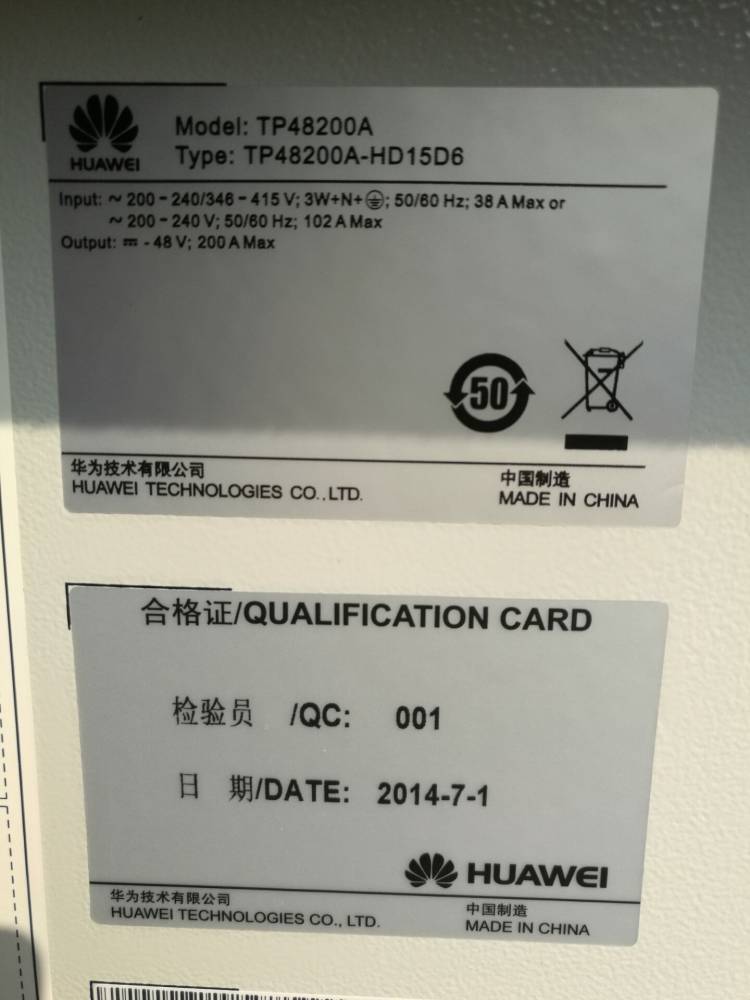 HUAWEI
Model: TP48200A
Type: TP48200A-HD15D6
Input: ~ 200-240/346-415 V; 3W+N+⏚; 50/60 Hz; 38 A Max or
~ 200-240 V; 50/60 Hz; 102 A Max
Output: ⎓ -48 V; 200 A Max
50
华为技术有限公司
HUAWEI TECHNOLOGIES CO.,LTD.
中国制造
MADE IN CHINA
合格证/QUALIFICATION CARD
检验员 /QC: 001
日 期/DATE: 2014-7-1
HUAWEI
华为技术有限公司
HUAWEI TECHNOLOGIES CO., LTD.
中国制造
MADE IN CHINA